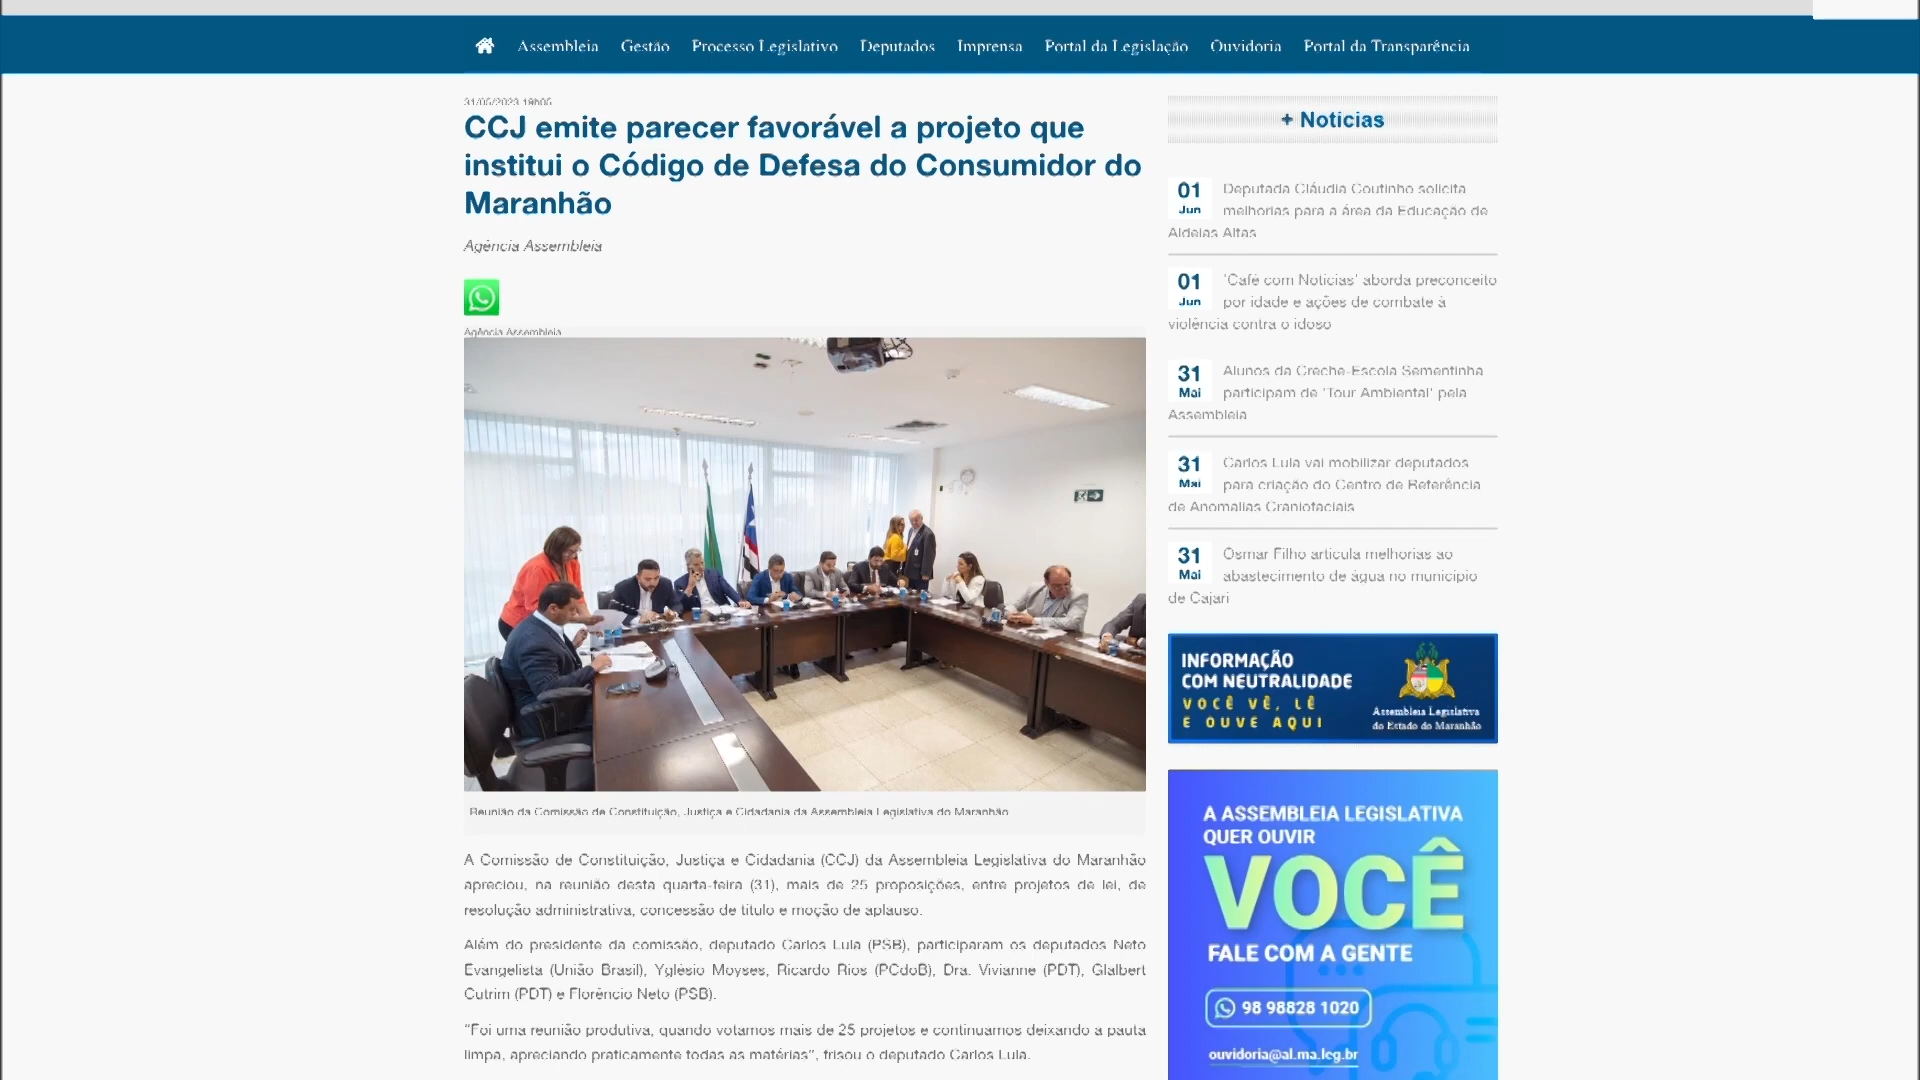 Assembleia Gestão Processo Legislativo Deputados Imprensa Portal da Legislação Ouvidoria Portal da Transparência
31/05/2023 19h05
CCJ emite parecer favorável a projeto que
institui o Código de Defesa do Consumidor do
Maranhão
Agência Assembleia
Agência Assembleia
Reunião da Comissão de Constituição, Justiça e Cidadania da Assembleia Legislativa do Maranhão
A Comissão de Constituição, Justiça e Cidadania (CCJ) da Assembleia Legislativa do Maranhão
apreciou, na reunião desta quarta-feira (31), mais de 25 proposições, entre projetos de lei, de
resolução administrativa, concessão de título e moção de aplauso.
Além do presidente da comissão, deputado Carlos Lula (PSB), participaram os deputados Neto
Evangelista (União Brasil), Yglésio Moyses, Ricardo Rios (PCdoB), Dra. Vivianne (PDT), Glalbert
Cutrim (PDT) e Florêncio Neto (PSB).
“Foi uma reunião produtiva, quando votamos mais de 25 projetos e continuamos deixando a pauta
limpa, apreciando praticamente todas as matérias”, frisou o deputado Carlos Lula.
+ Notícias
01
Jun
Deputada Cláudia Coutinho solicita
melhorias para a área da Educação de
Aldeias Altas
01
Jun
'Café com Notícias' aborda preconceito
por idade e ações de combate à
violência contra o idoso
31
Mai
Alunos da Creche-Escola Sementinha
participam de 'Tour Ambiental' pela
Assembleia
31
Mai
Carlos Lula vai mobilizar deputados
para criação do Centro de Referência
de Anomalias Craniofaciais
31
Mai
Osmar Filho articula melhorias ao
abastecimento de água no município
de Cajari
INFORMAÇÃO
COM NEUTRALIDADE
VOCÊ VÊ, LÊ
E OUVE AQUI
Assembleia Legislativa
do Estado do Maranhão
A ASSEMBLEIA LEGISLATIVA
QUER OUVIR
VOCÊ
FALE COM A GENTE
98 98828 1020
ouvidoria@al.ma.leg.br